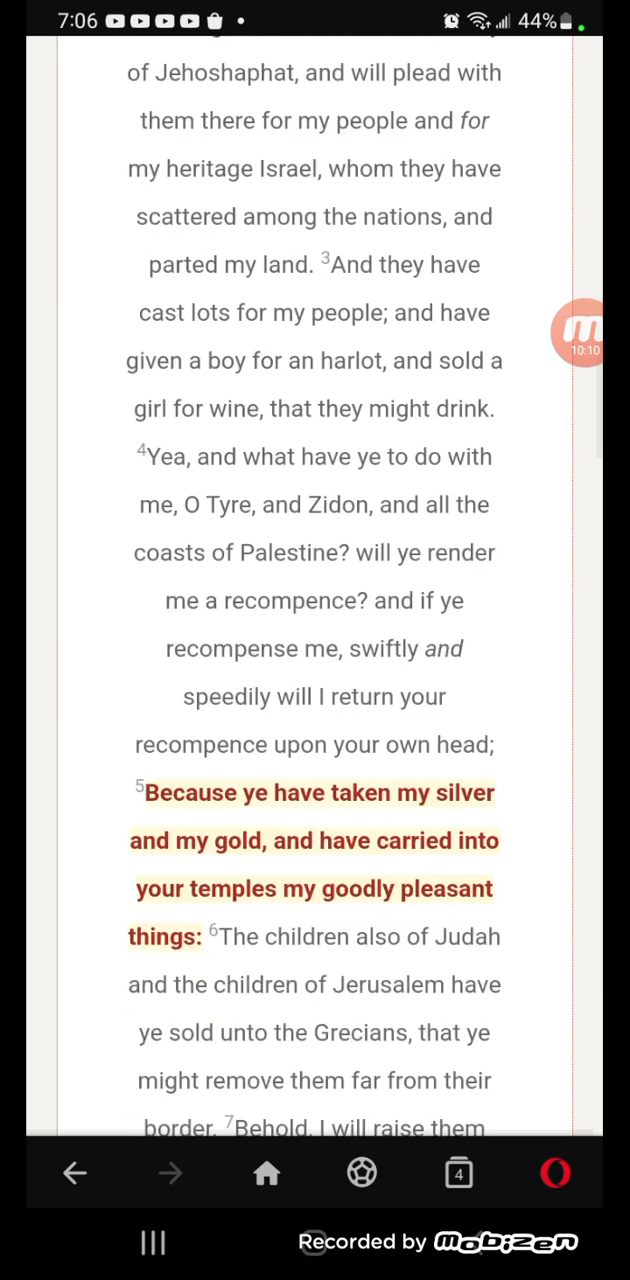 7:06
44%
of Jehoshaphat, and will plead with
them there for my people and for
my heritage Israel, whom they have
scattered among the nations, and
parted my land. 3And they have
cast lots for my people; and have
10:10
given a boy for an harlot, and sold a
girl for wine, that they might drink.
4Yea, and what have ye to do with
me, O Tyre, and Zidon, and all the
coasts of Palestine? will ye render
me a recompence? and if ye
recompense me, swiftly and
speedily will I return your
recompence upon your own head;
5Because ye have taken my silver
and my gold, and have carried into
your temples my goodly pleasant
things: 6The children also of Judah
and the children of Jerusalem have
ye sold unto the Grecians, that ye
might remove them far from their
border. 7Behold, I will raise them
4
Recorded by mobizen